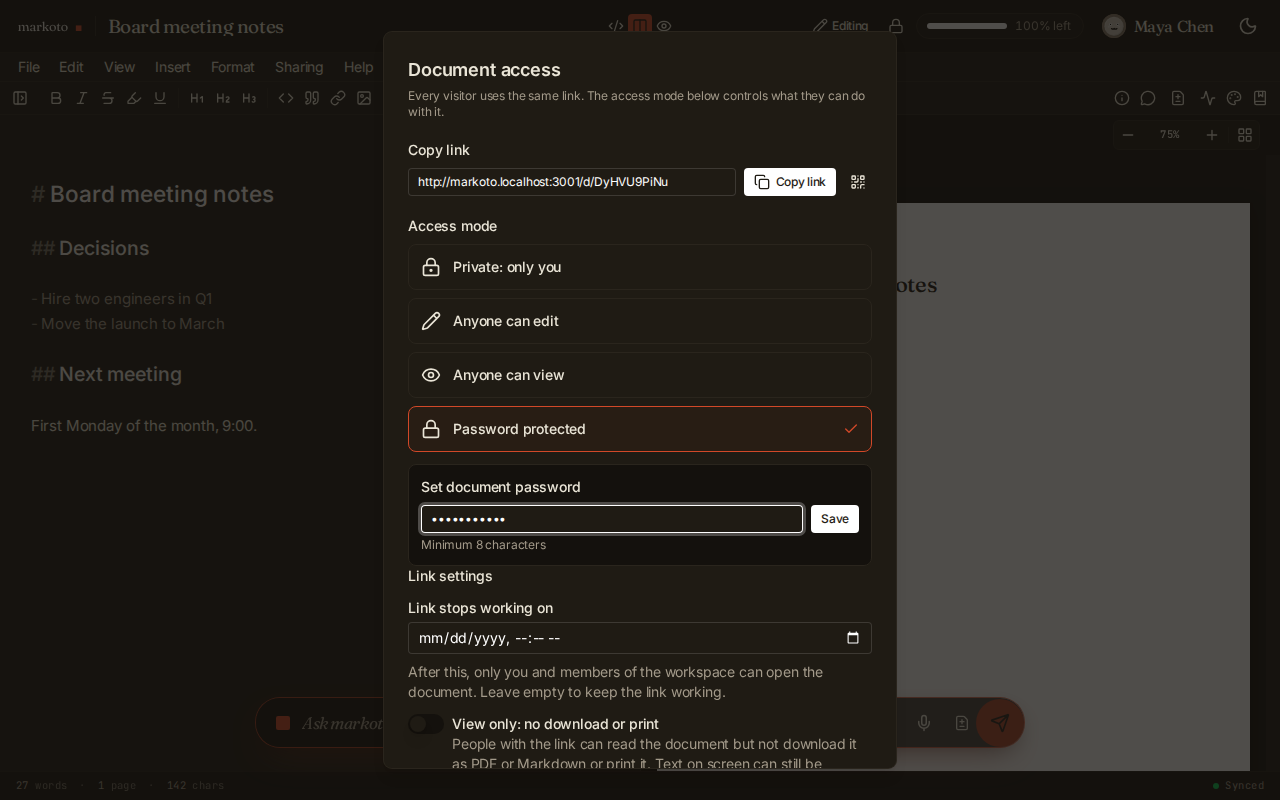 markoto
Board meeting notes
Editing
100% left
Maya Chen
File Edit View Insert Format Sharing Help
H1 H2 H3
75%
# Board meeting notes
## Decisions
- Hire two engineers in Q1
- Move the launch to March
## Next meeting
First Monday of the month, 9:00.
otes
Document access
Every visitor uses the same link. The access mode below controls what they can do
with it.
Copy link
http://markoto.localhost:3001/d/DyHVU9PiNu
Copy link
Access mode
Private: only you
Anyone can edit
Anyone can view
Password protected
Set document password
•••••••••••
Save
Minimum 8 characters
Link settings
Link stops working on
mm/dd/yyyy, --:-- --
After this, only you and members of the workspace can open the
document. Leave empty to keep the link working.
View only: no download or print
People with the link can read the document but not download it
as PDF or Markdown or print it. Text on screen can still be
Ask markot
27 words · 1 page · 142 chars
Synced